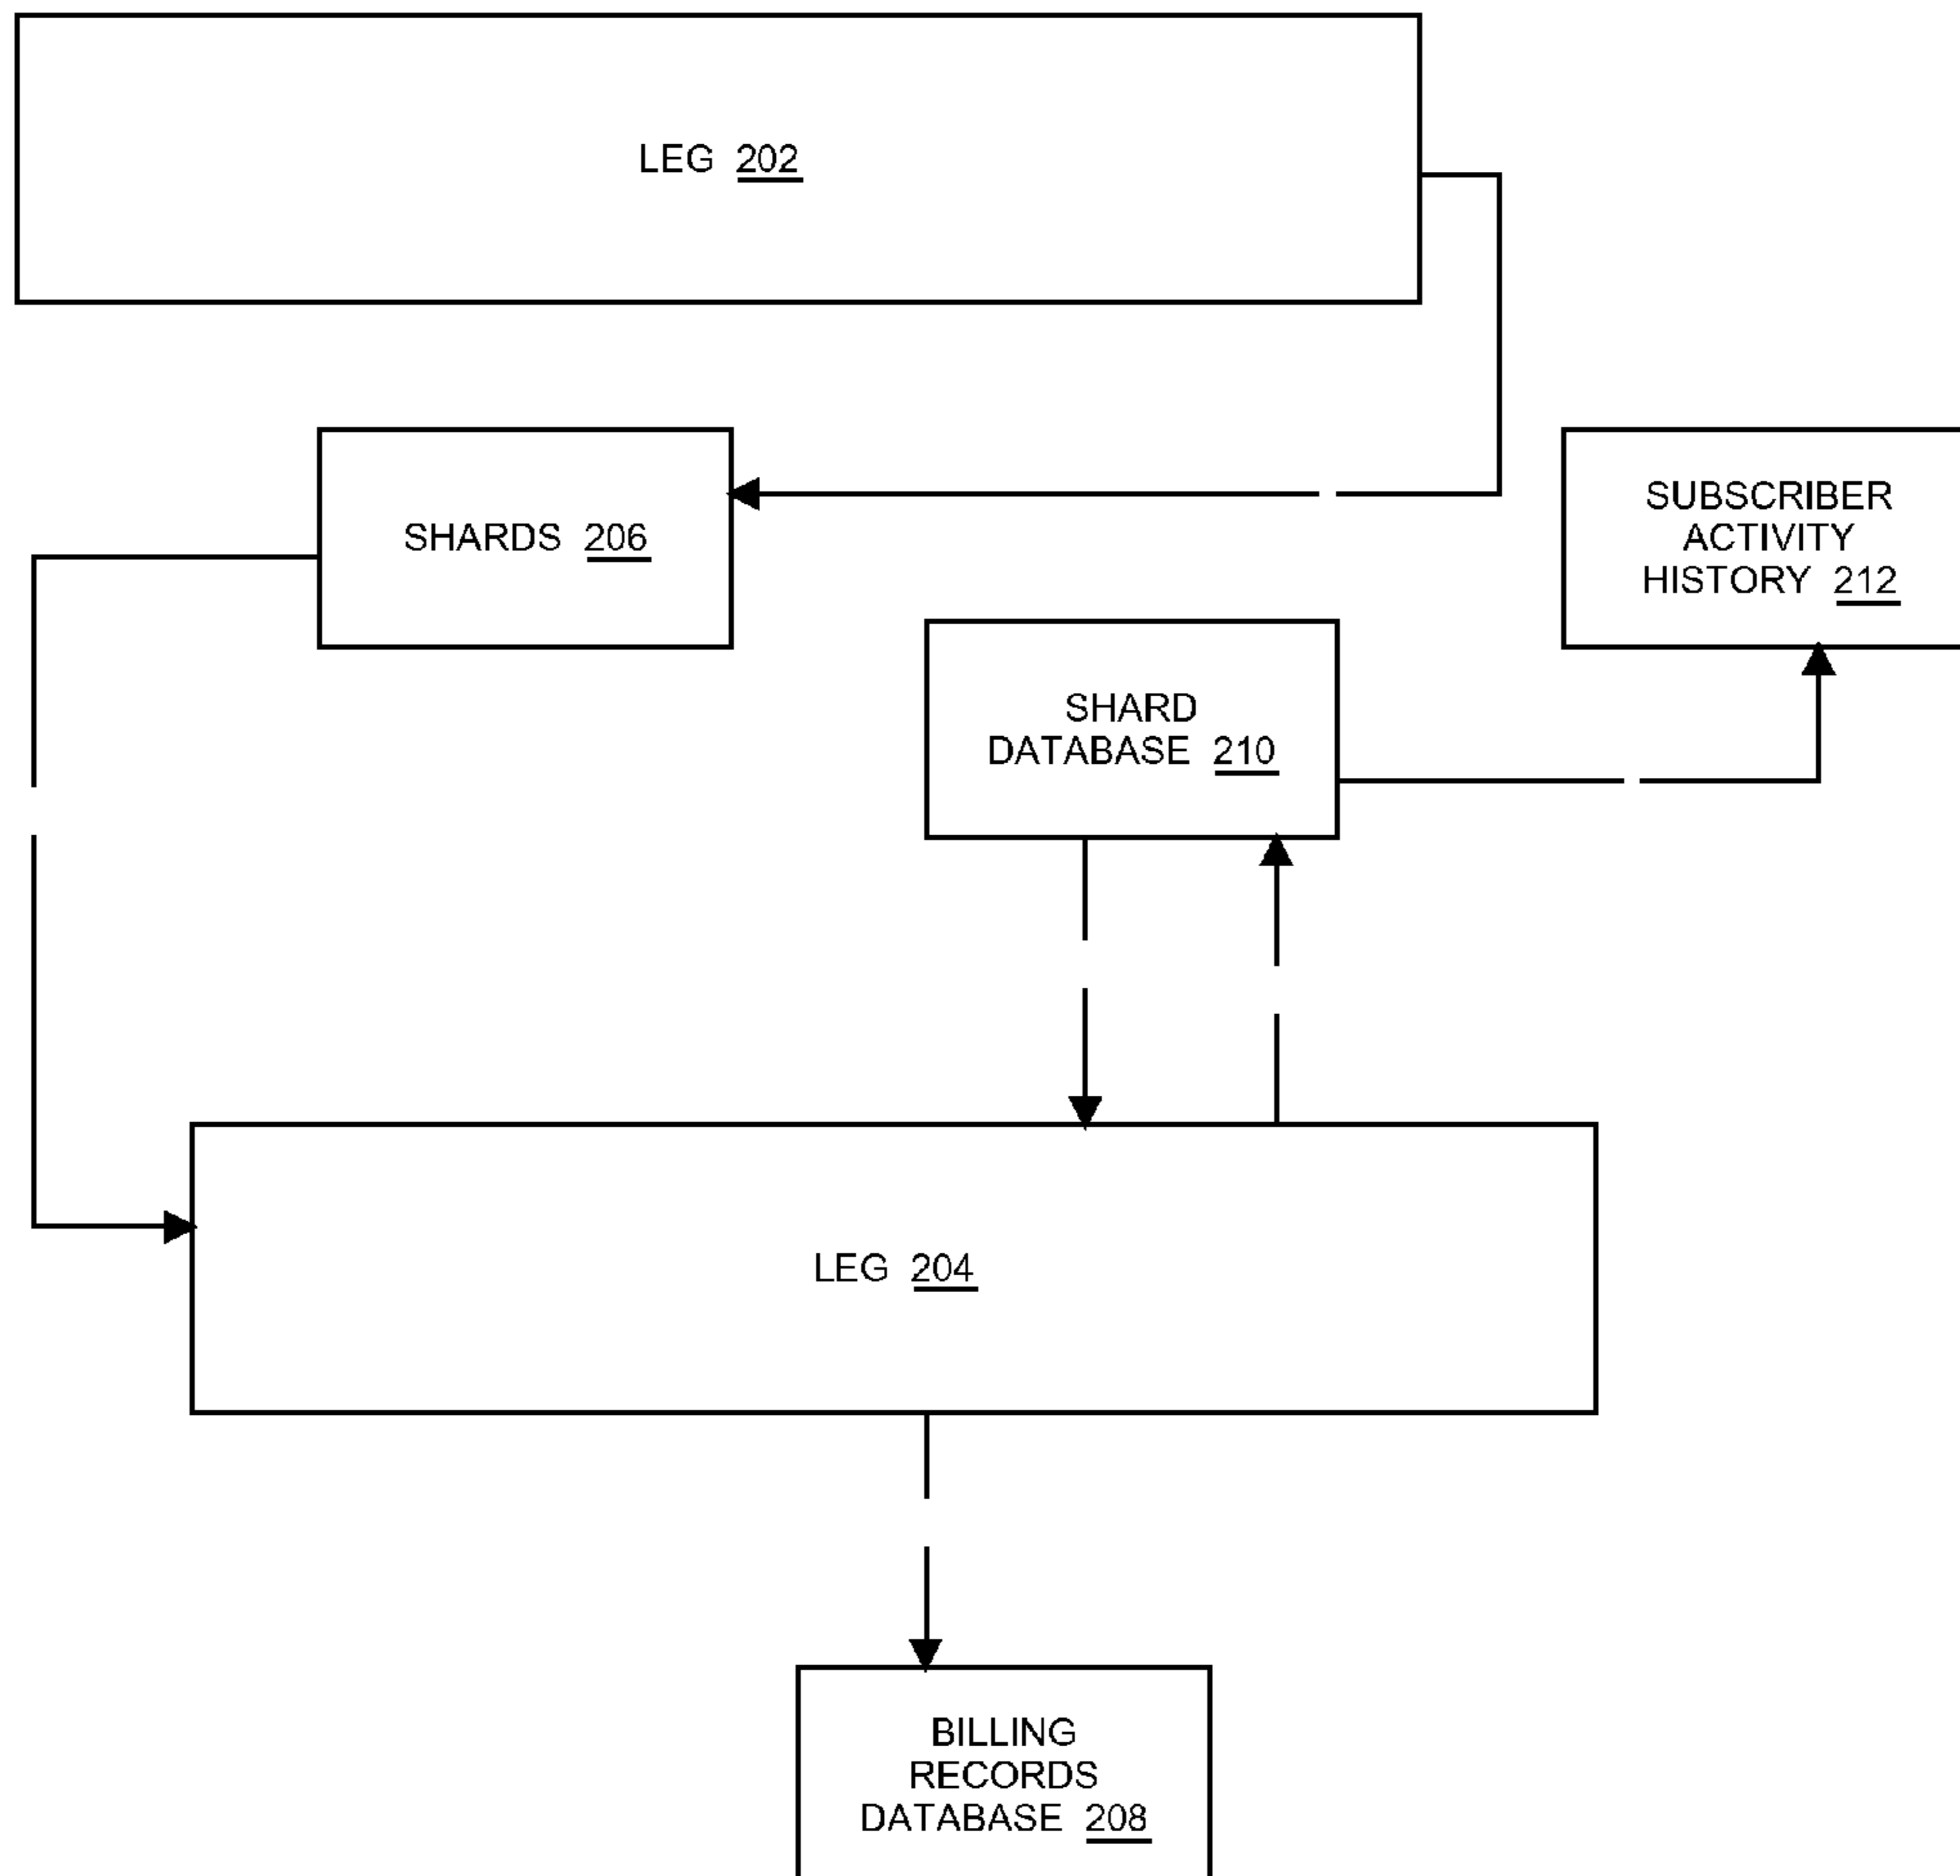 LEG 202
SHARDS 206
SUBSCRIBER
ACTIVITY
HISTORY 212
SHARD
DATABASE 210
LEG 204
BILLING
RECORDS
DATABASE 208